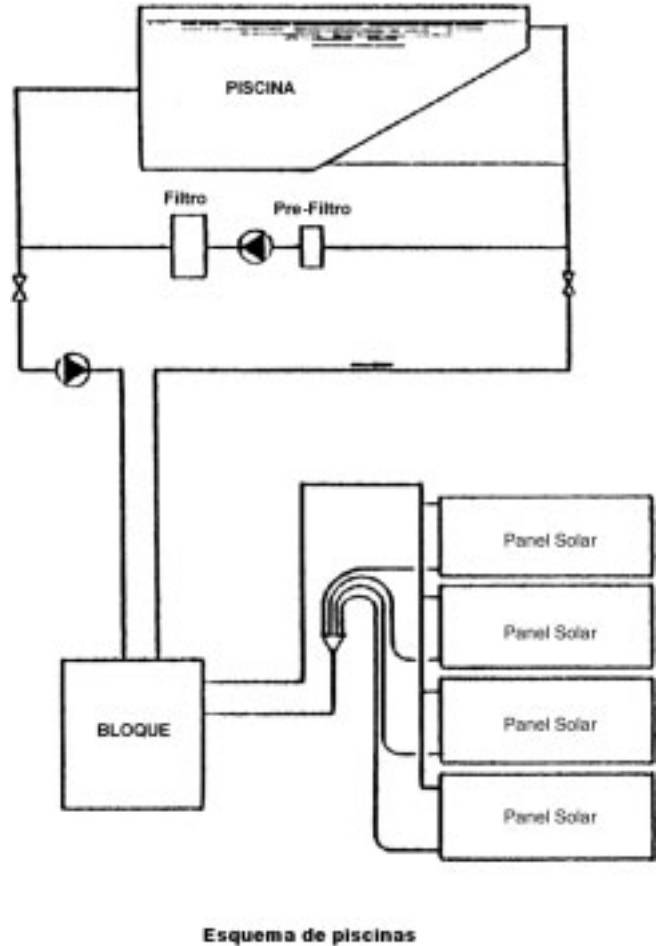 PISCINA
Filtro
Pre-Filtro
Panel Solar
Panel Solar
BLOQUE
Panel Solar
Panel Solar
Esquema de piscinas